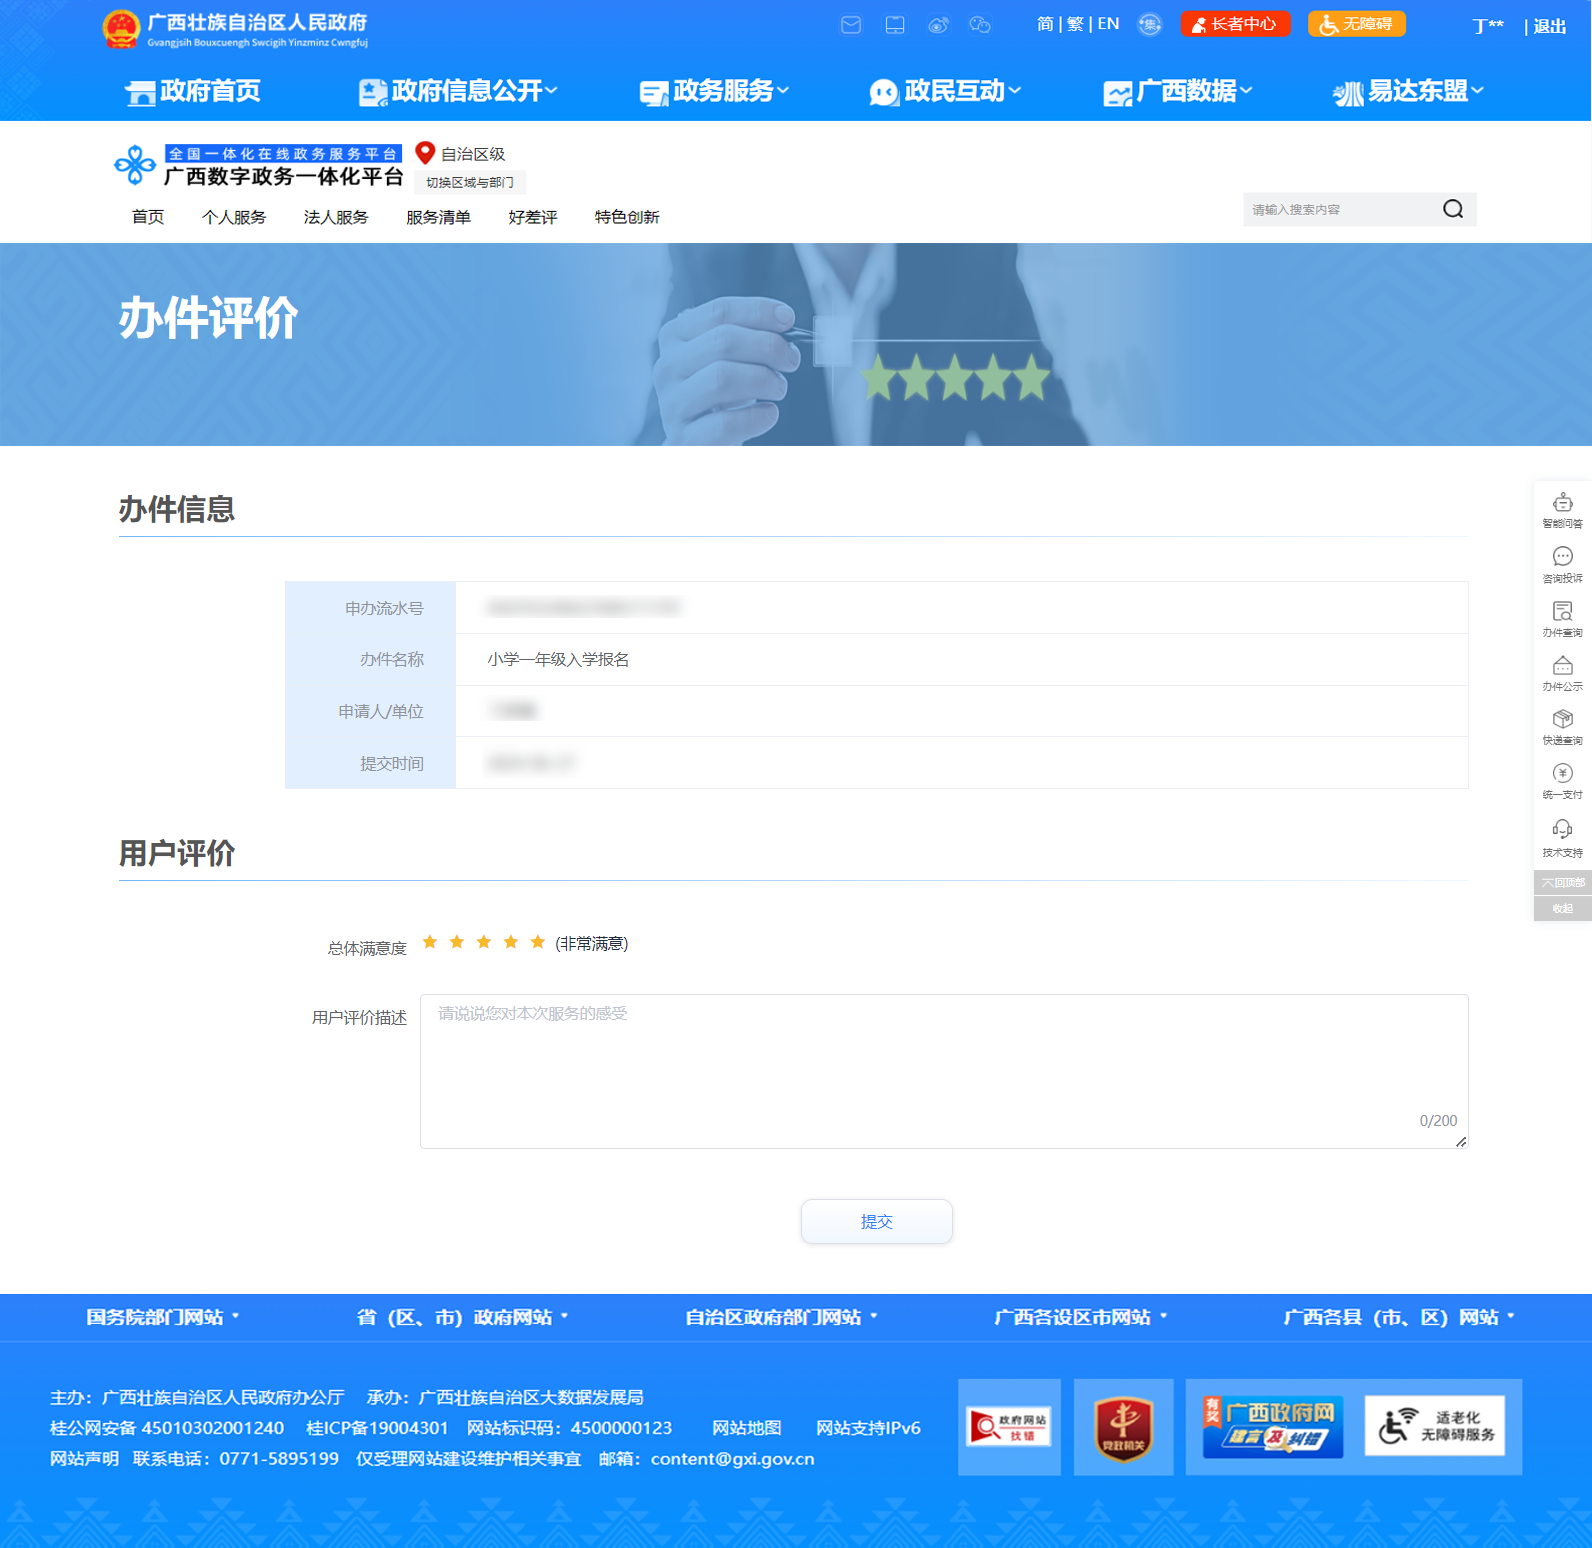 广西壮族自治区人民政府
Gvangjsih Bouxcuengh Swcigih Yinzminz Cwngfuj
简 | 繁 | EN
集
长者中心
无障碍
丁** | 退出
政府首页 政府信息公开 政务服务 政民互动 广西数据 易达东盟
全国一体化在线政务服务平台
广西数字政务一体化平台
自治区级
切换区域与部门
首页 个人服务 法人服务 服务清单 好差评 特色创新
请输入搜索内容
办件评价
办件信息
申办流水号
办件名称 小学一年级入学报名
申请人/单位
提交时间
用户评价
总体满意度 (非常满意)
用户评价描述 请说说您对本次服务的感受
0/200
提交
智能问答
咨询投诉
办件查询
办件公示
快递查询
统一支付
技术支持
回顶部
收起
国务院部门网站 省（区、市）政府网站 自治区政府部门网站 广西各设区市网站 广西各县（市、区）网站
主办：广西壮族自治区人民政府办公厅 承办：广西壮族自治区大数据发展局
桂公网安备 45010302001240 桂ICP备19004301 网站标识码：4500000123 网站地图 网站支持IPv6
网站声明 联系电话：0771-5895199 仅受理网站建设维护相关事宜 邮箱：content@gxi.gov.cn
政府网站
找错
党政机关
有奖
广西政府网
建言及纠错
适老化
无障碍服务